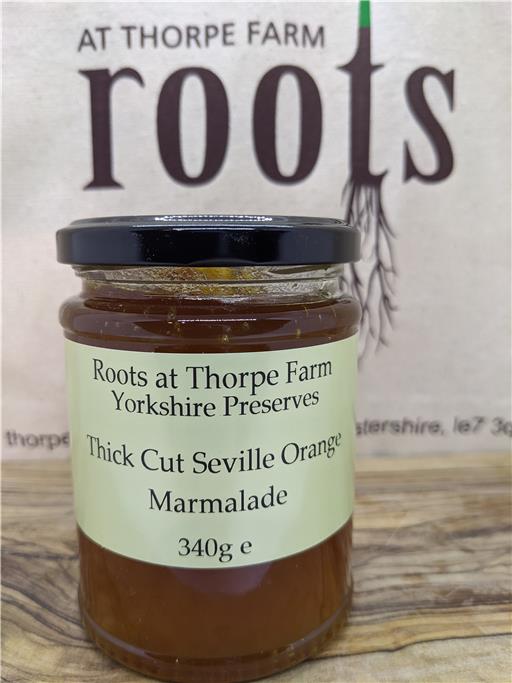 AT THORPE FARM
roots
Roots at Thorpe Farm
Yorkshire Preserves
Thick Cut Seville Orange
Marmalade
340g e
thorpe
stershire, le7 3q